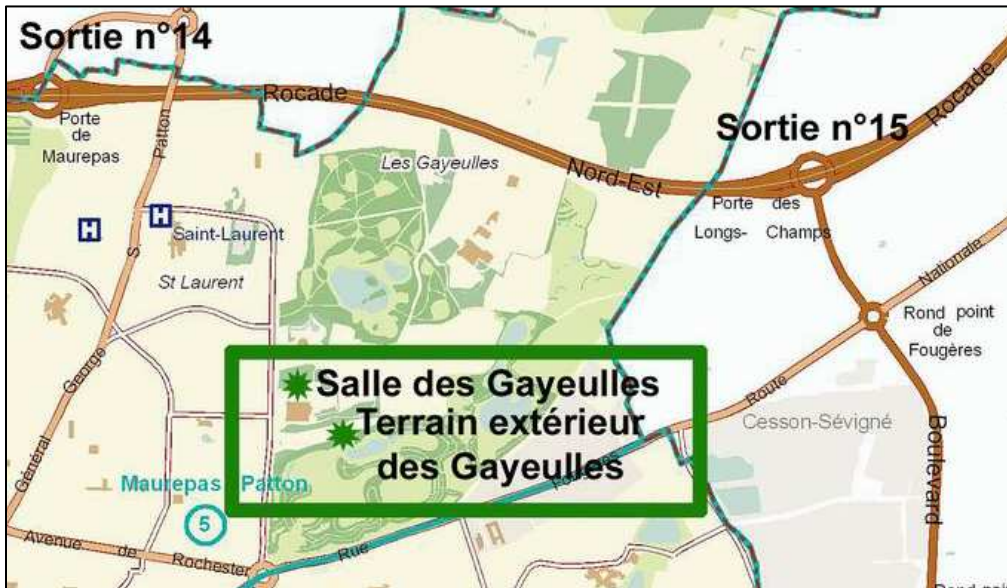 Sortie n°14
Rocade
Porte
de
Maurepas
Patton
Les Gayeulles
Nord-Est
Sortie n°15
Rocade
Porte des
Longs- Champs
H
H
Saint-Laurent
S.
St Laurent
Nationale
Rond point
de
Fougères
George
Route
Salle des Gayeulles
Terrain extérieur
des Gayeulles
Cesson-Sévigné
Général
Maurepas Patton
5
Boulevard
Avenue de Rochester
Rue